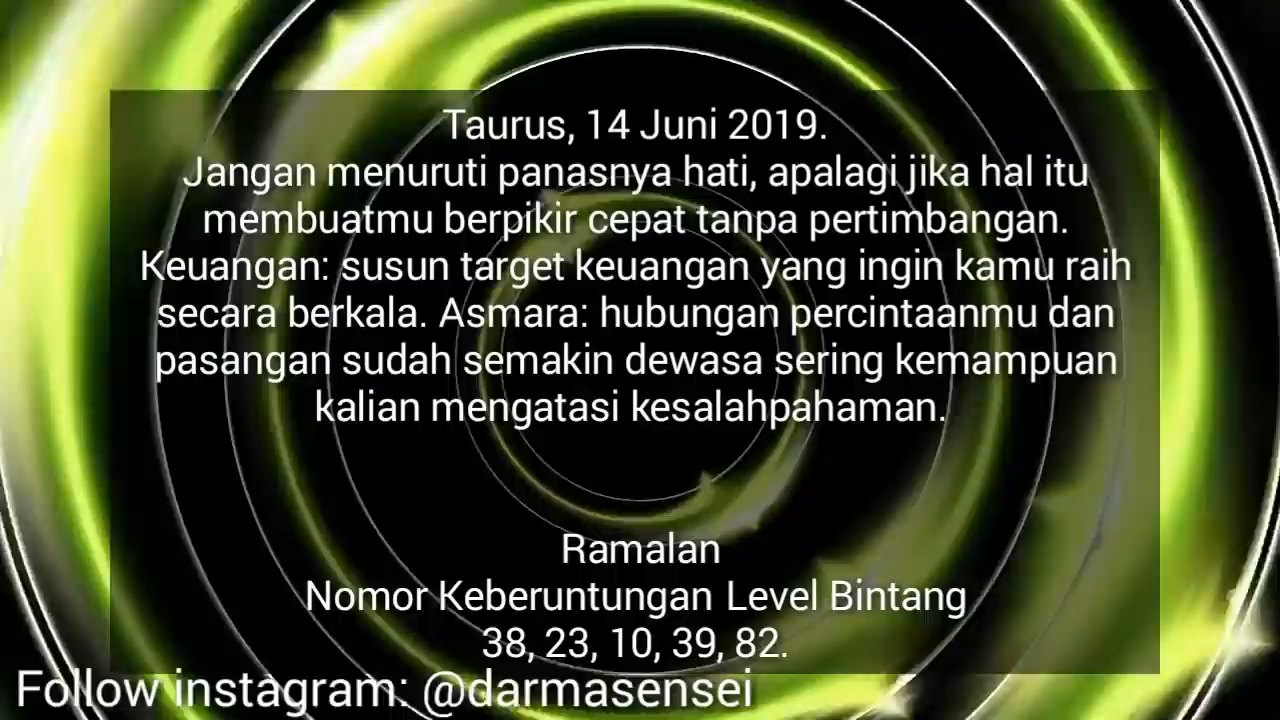 Taurus, 14 Juni 2019.
Jangan menuruti panasnya hati, apalagi jika hal itu
membuatmu berpikir cepat tanpa pertimbangan.
Keuangan: susun target keuangan yang ingin kamu raih
secara berkala. Asmara: hubungan percintaanmu dan
pasangan sudah semakin dewasa sering kemampuan
kalian mengatasi kesalahpahaman.
Ramalan
Nomor Keberuntungan Level Bintang
38, 23, 10, 39, 82.
Follow instagram: @darmasensei